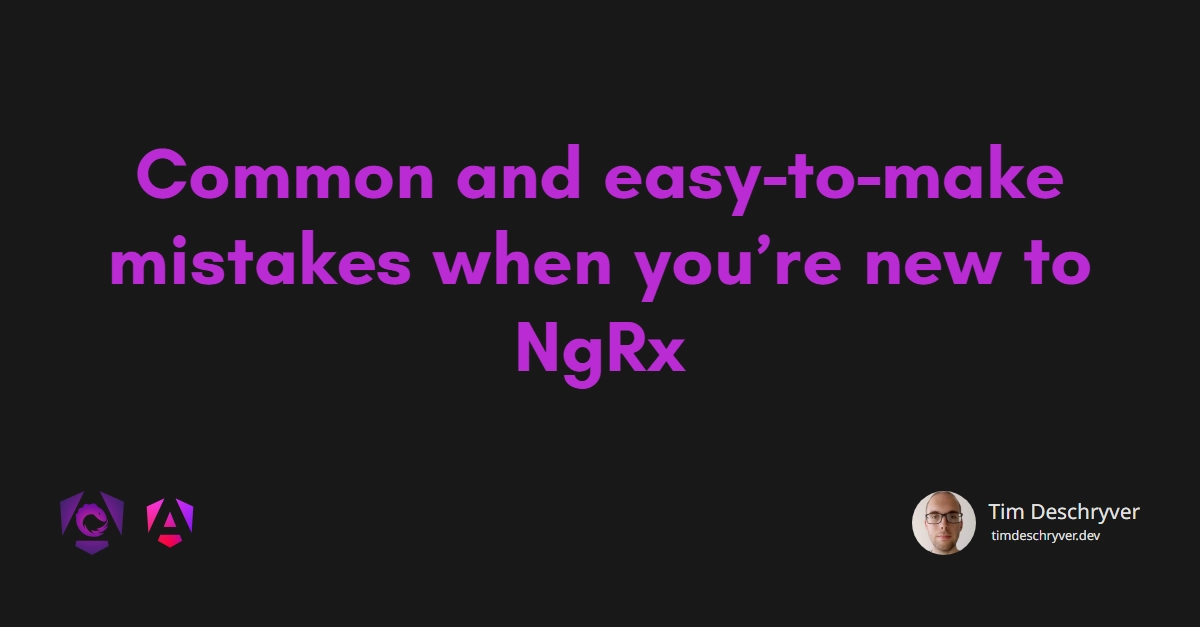 Common and easy-to-make
mistakes when you’re new to
NgRx
Tim Deschryver
timdeschryver.dev